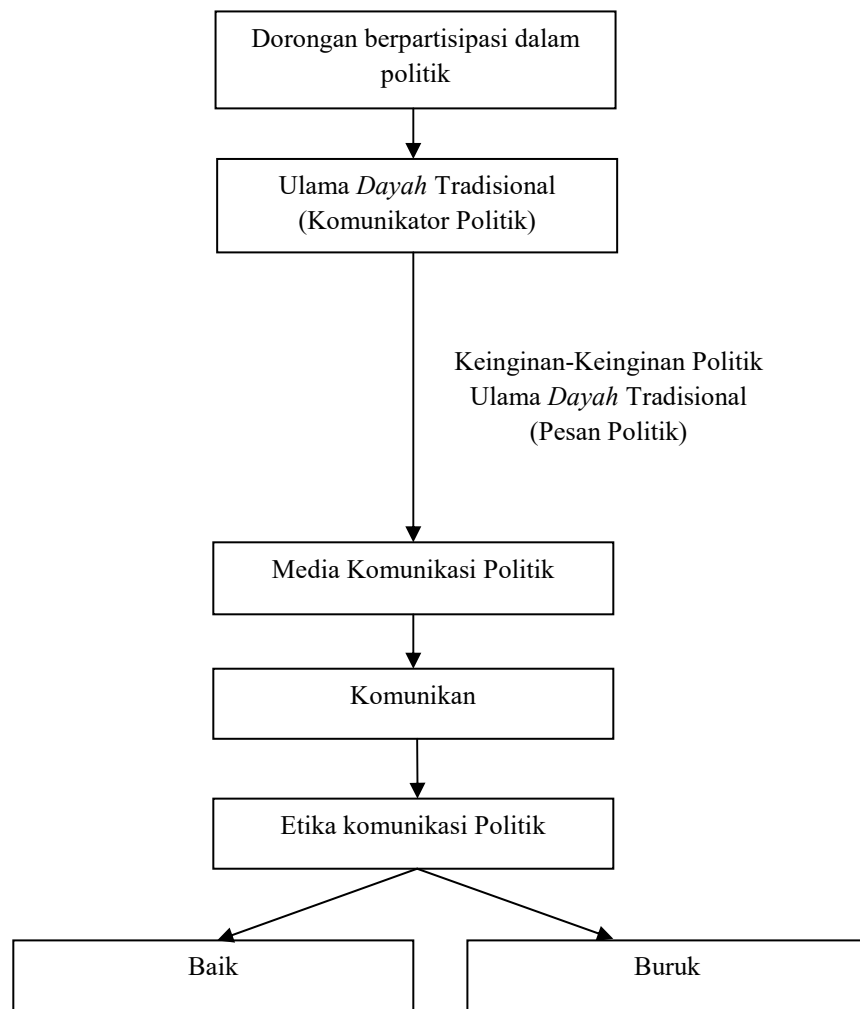 Dorongan berpartisipasi dalam
politik
Ulama Dayah Tradisional
(Komunikator Politik)
Keinginan-Keinginan Politik
Ulama Dayah Tradisional
(Pesan Politik)
Media Komunikasi Politik
Komunikan
Etika komunikasi Politik
Baik
Buruk